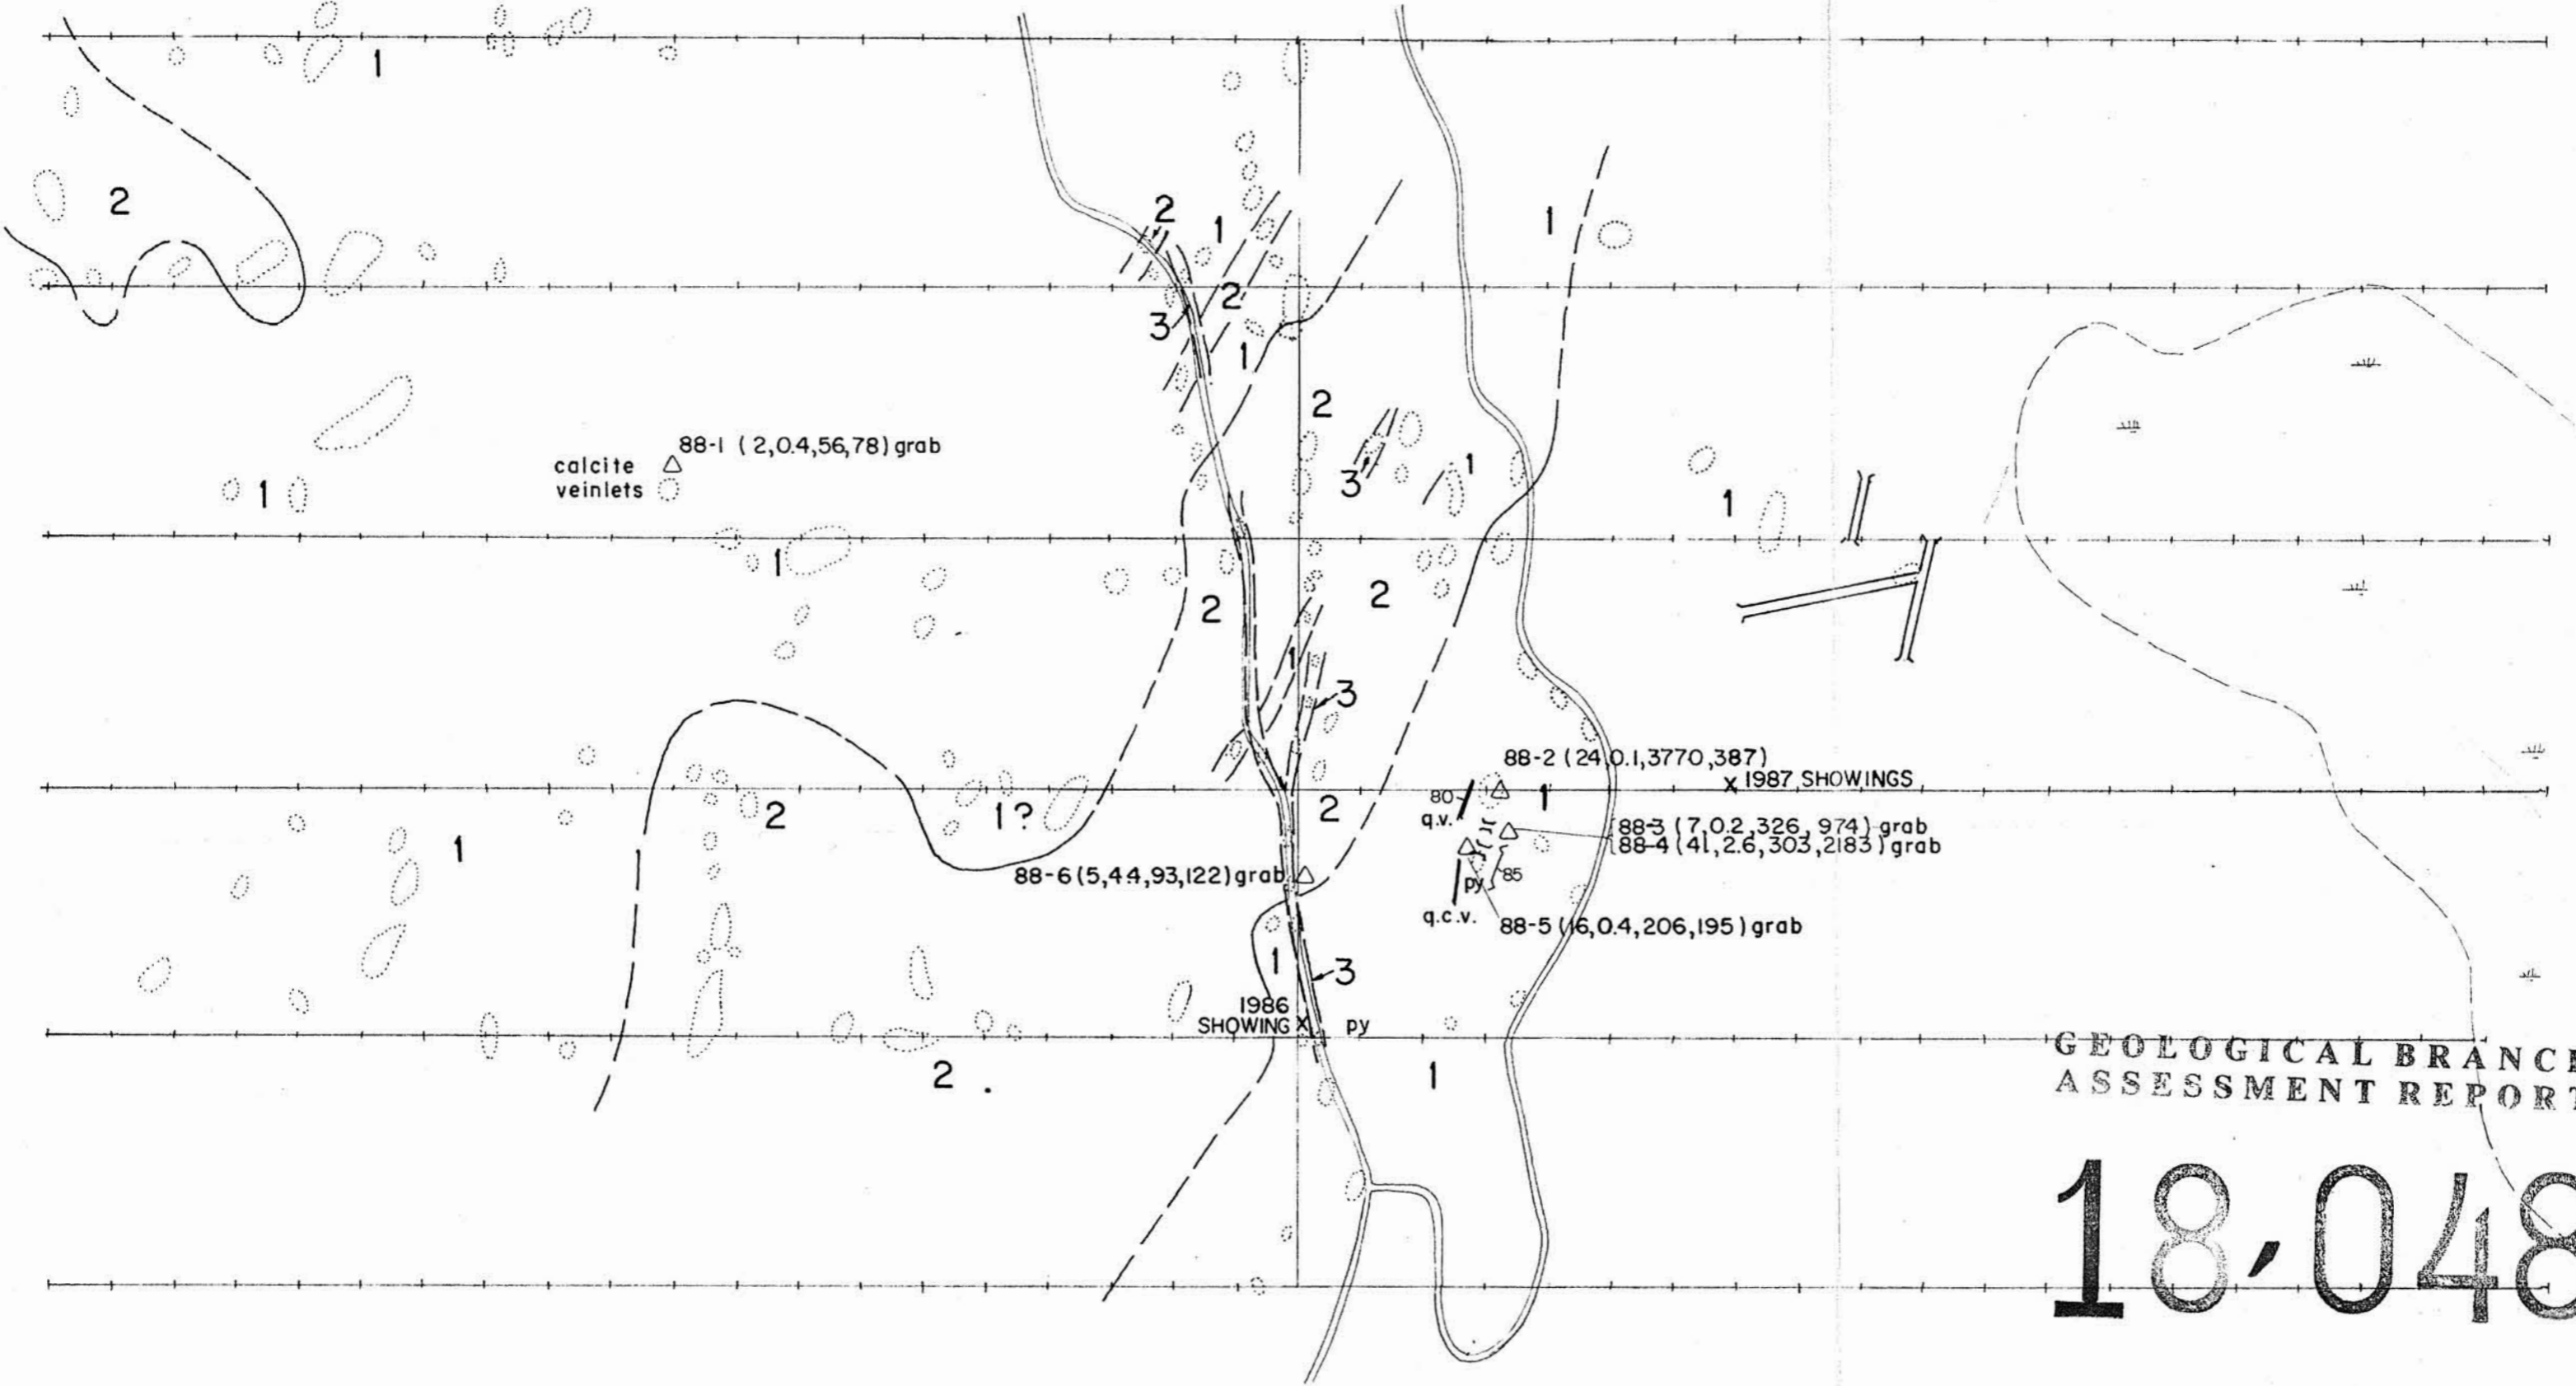 1
2
2
1
1
2
3
1
2
88-1 ( 2,0.4,56,78) grab
calcite
veinlets
3
1
1
1
1
2
2
1
3
88-2 (24,0.1,3770,387)
X 1987 SHOWINGS
80
1
q.v.
2
1?
2
1
88-3 (7,0.2,326, 974) grab
88-4 (41,2.6,303,2183) grab
88-6 (5,4.4,93,122) grab
85
py
q.c.v.
88-5 (16,0.4,206,195) grab
1
3
1986
SHOWING X
py
2
1
GEOLOGICAL BRANCH
ASSESSMENT REPORT
18,048